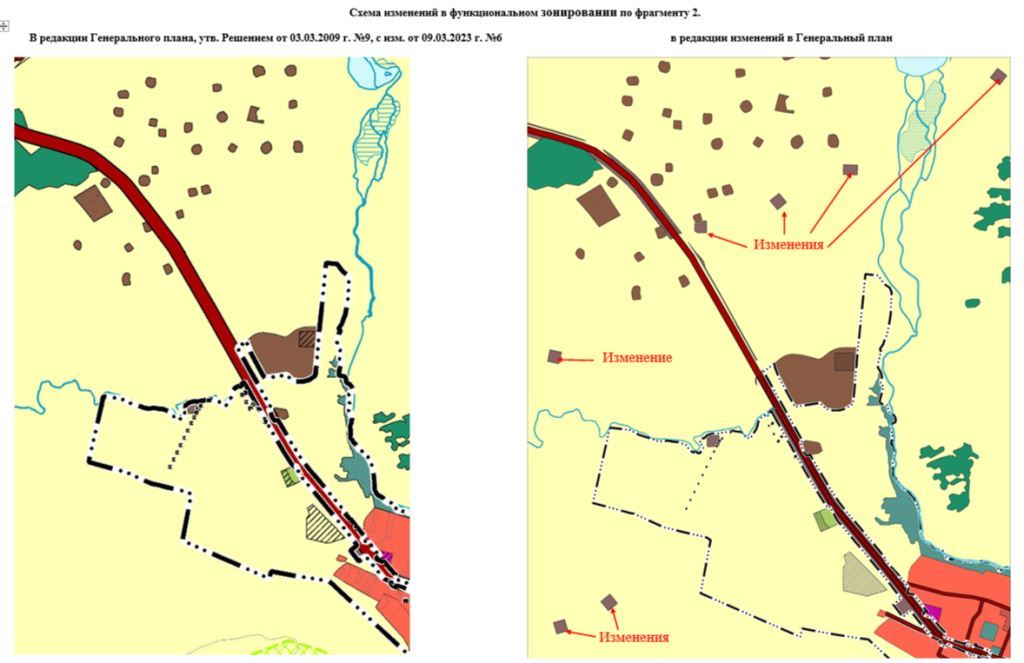 Схема изменений в функциональном зонировании по фрагменту 2.
В редакции Генерального плана, утв. Решением от 03.03.2009 г. №9, с изм. от 09.03.2023 г. №6
в редакции изменений в Генеральный план
Изменения
Изменение
Изменения